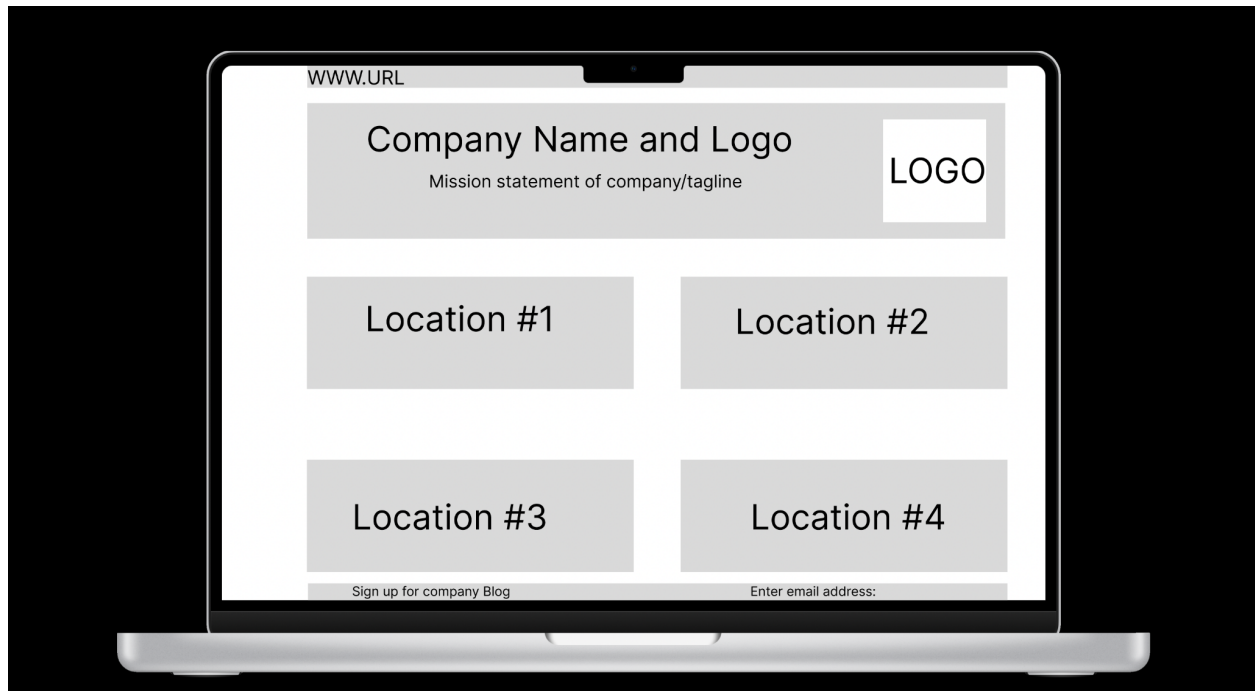 WWW.URL
Company Name and Logo
Mission statement of company/tagline
LOGO
Location #1
Location #2
Location #3
Location #4
Sign up for company Blog
Enter email address: